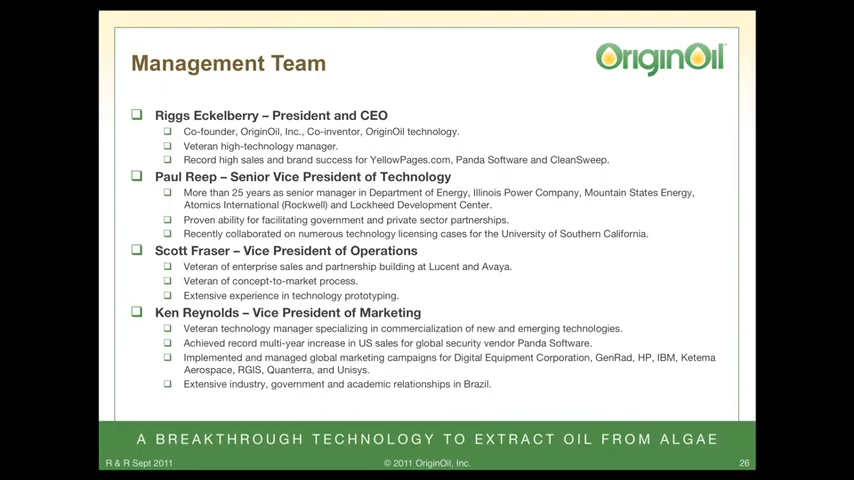 Management Team
OriginOil
❑ Riggs Eckelberry – President and CEO
❑ Co-founder, OriginOil, Inc., Co-inventor, OriginOil technology.
❑ Veteran high-technology manager.
❑ Record high sales and brand success for YellowPages.com, Panda Software and CleanSweep.
❑ Paul Reep – Senior Vice President of Technology
❑ More than 25 years as senior manager in Department of Energy, Illinois Power Company, Mountain States Energy,
Atomics International (Rockwell) and Lockheed Development Center.
❑ Proven ability for facilitating government and private sector partnerships.
❑ Recently collaborated on numerous technology licensing cases for the University of Southern California.
❑ Scott Fraser – Vice President of Operations
❑ Veteran of enterprise sales and partnership building at Lucent and Avaya.
❑ Veteran of concept-to-market process.
❑ Extensive experience in technology prototyping.
❑ Ken Reynolds – Vice President of Marketing
❑ Veteran technology manager specializing in commercialization of new and emerging technologies.
❑ Achieved record multi-year increase in US sales for global security vendor Panda Software.
❑ Implemented and managed global marketing campaigns for Digital Equipment Corporation, GenRad, HP, IBM, Ketema
Aerospace, RGIS, Quanterra, and Unisys.
❑ Extensive industry, government and academic relationships in Brazil.
A BREAKTHROUGH TECHNOLOGY TO EXTRACT OIL FROM ALGAE
R & R Sept 2011
© 2011 OriginOil, Inc.
26